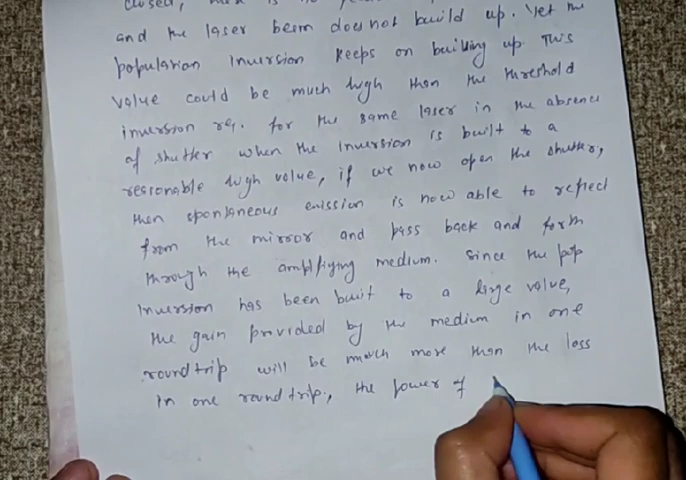 closed,
and the laser beam does not build up. Yet the
population Inversion keeps on builing up This
value could be much high than the threshold
inversion req. for the same laser in the absence
of shutter when the Inversion is built to a
resionable high value, if we now open the shutter,
then spontaneous emission is now able to reflect
from the mirror and pass back and form
through the amplifying medium. Since the pop
Inversion has been built to a large value,
the gain provided by the medium in one
round trip will be much more than the loss
in one round trip., the power of